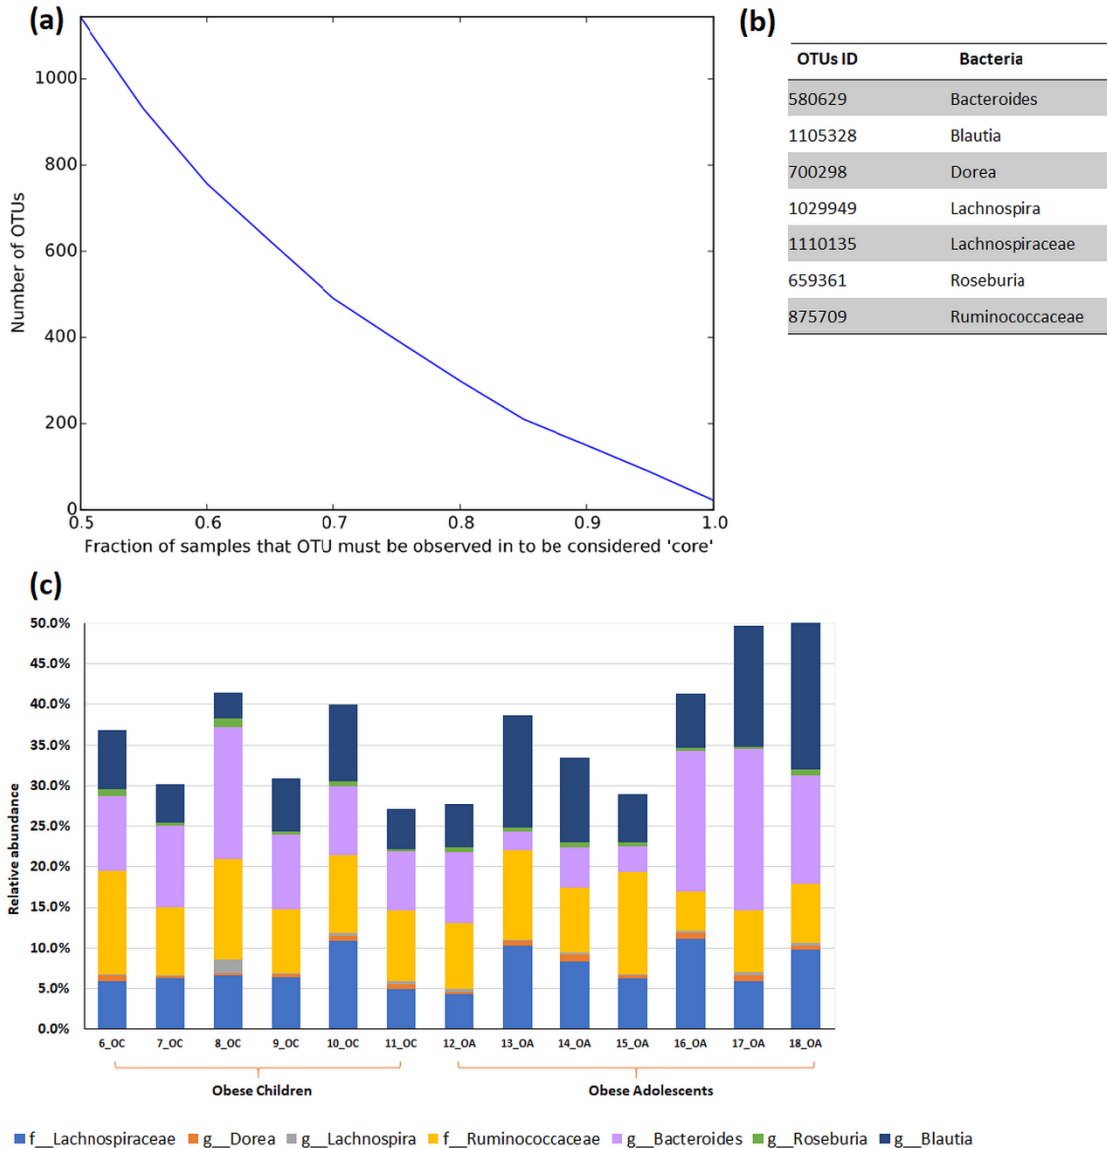 (a)
1000
800
600
400
200
0
0.5 0.6 0.7 0.8 0.9 1.0
Number of OTUs
Fraction of samples that OTU must be observed in to be considered 'core'
(b)
OTUs ID Bacteria
580629 Bacteroides
1105328 Blautia
700298 Dorea
1029949 Lachnospira
1110135 Lachnospiraceae
659361 Roseburia
875709 Ruminococcaceae
(c)
50.0%
45.0%
40.0%
35.0%
30.0%
25.0%
20.0%
15.0%
10.0%
5.0%
0.0%
Relative abundance
6_OC 7_OC 8_OC 9_OC 10_OC 11_OC 12_OA 13_OA 14_OA 15_OA 16_OA 17_OA 18_OA
Obese Children Obese Adolescents
f__Lachnospiraceae g__Dorea g__Lachnospira f__Ruminococcaceae g__Bacteroides g__Roseburia g__Blautia